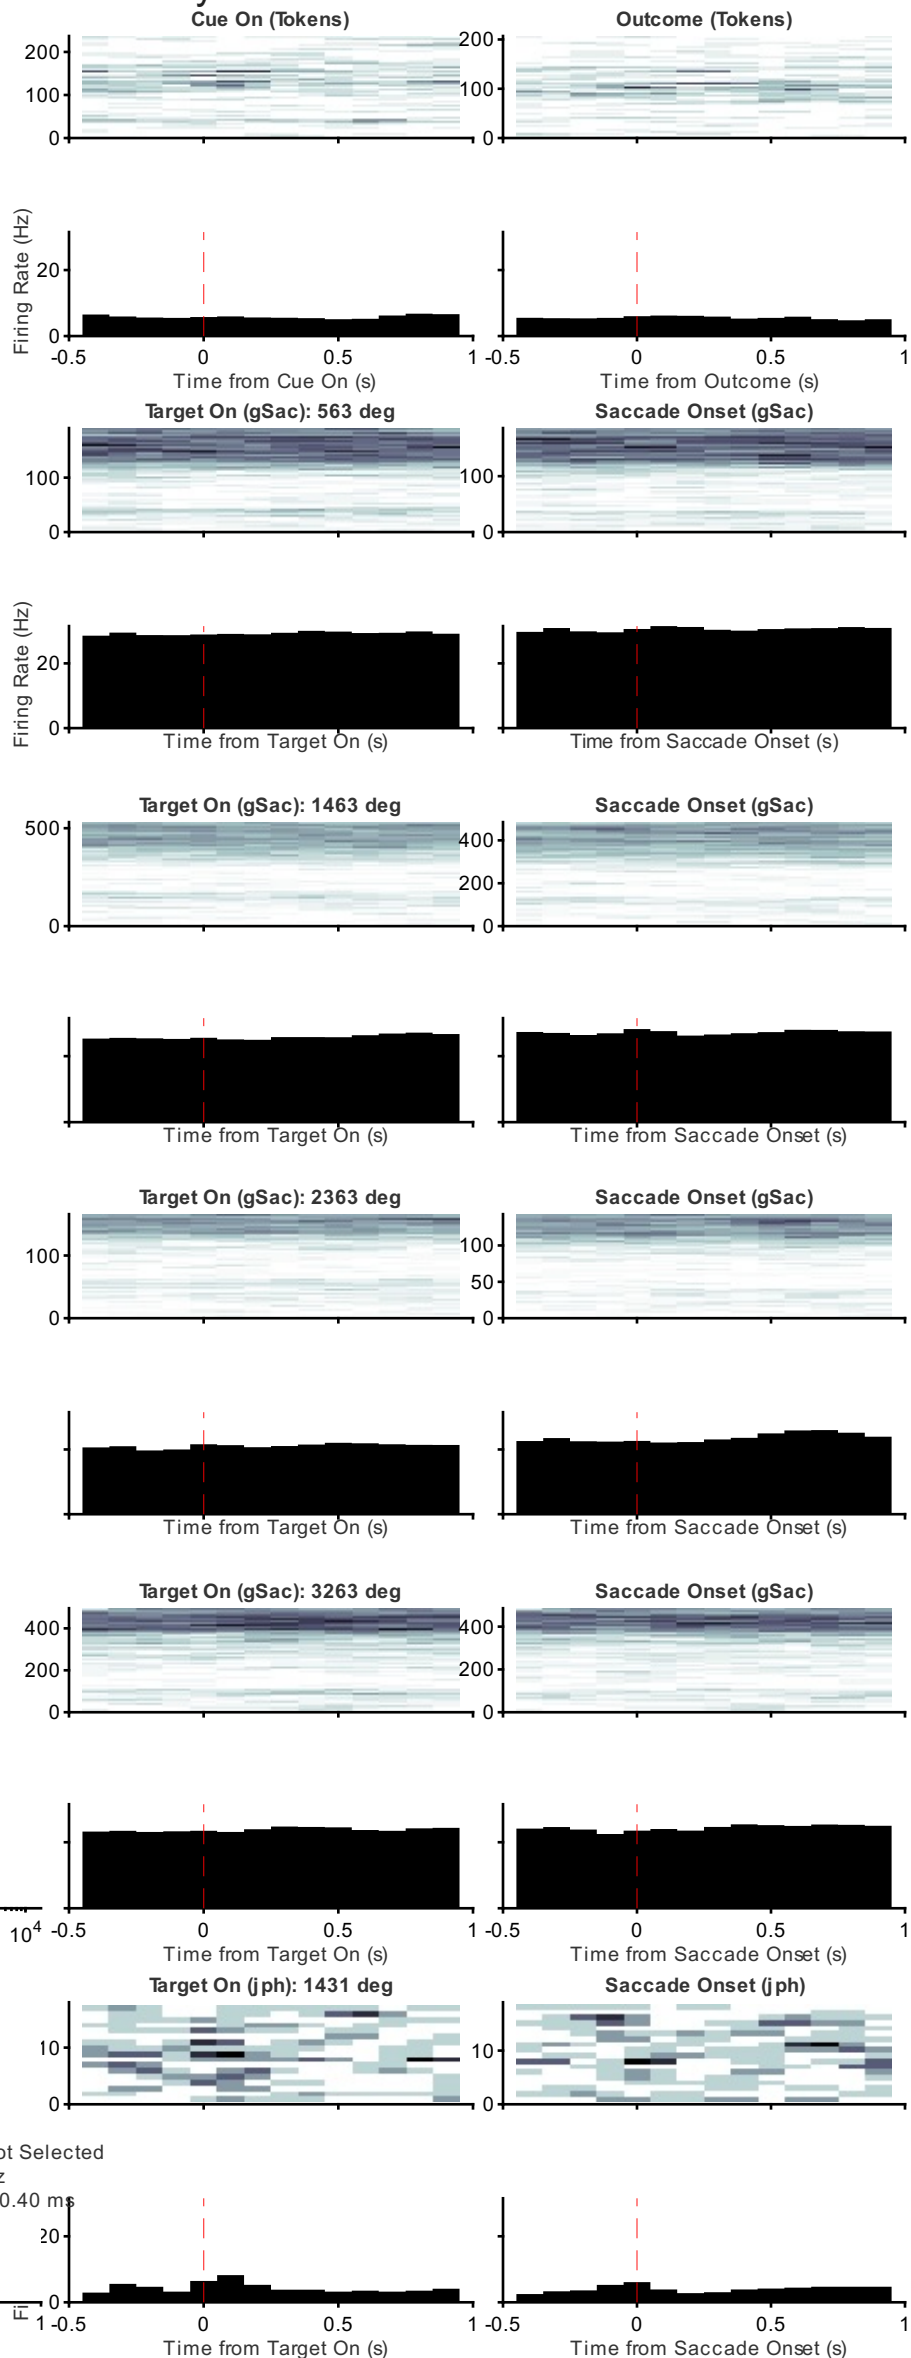 Cue On (Tokens) Outcome (Tokens)
200 200
100 100
0 0
Firing Rate (Hz)
20
0
-0.5 0 0.5 1 -0.5 0 0.5 1
Time from Cue On (s) Time from Outcome (s)
Target On (gSac): 563 deg Saccade Onset (gSac)
100 100
0 0
Firing Rate (Hz)
20
0
Time from Target On (s) Time from Saccade Onset (s)
Target On (gSac): 1463 deg Saccade Onset (gSac)
500 400
200
0 0
Time from Target On (s) Time from Saccade Onset (s)
Target On (gSac): 2363 deg Saccade Onset (gSac)
100 100
50
0 0
Time from Target On (s) Time from Saccade Onset (s)
Target On (gSac): 3263 deg Saccade Onset (gSac)
400 400
200 200
0 0
10⁴ -0.5 0 0.5 1 -0.5 0 0.5 1
Time from Target On (s) Time from Saccade Onset (s)
Target On (jph): 1431 deg Saccade Onset (jph)
10 10
0 0
ot Selected
z
0.40 ms
20
Fi 0
1 -0.5 0 0.5 1 -0.5 0 0.5 1
Time from Target On (s) Time from Saccade Onset (s)